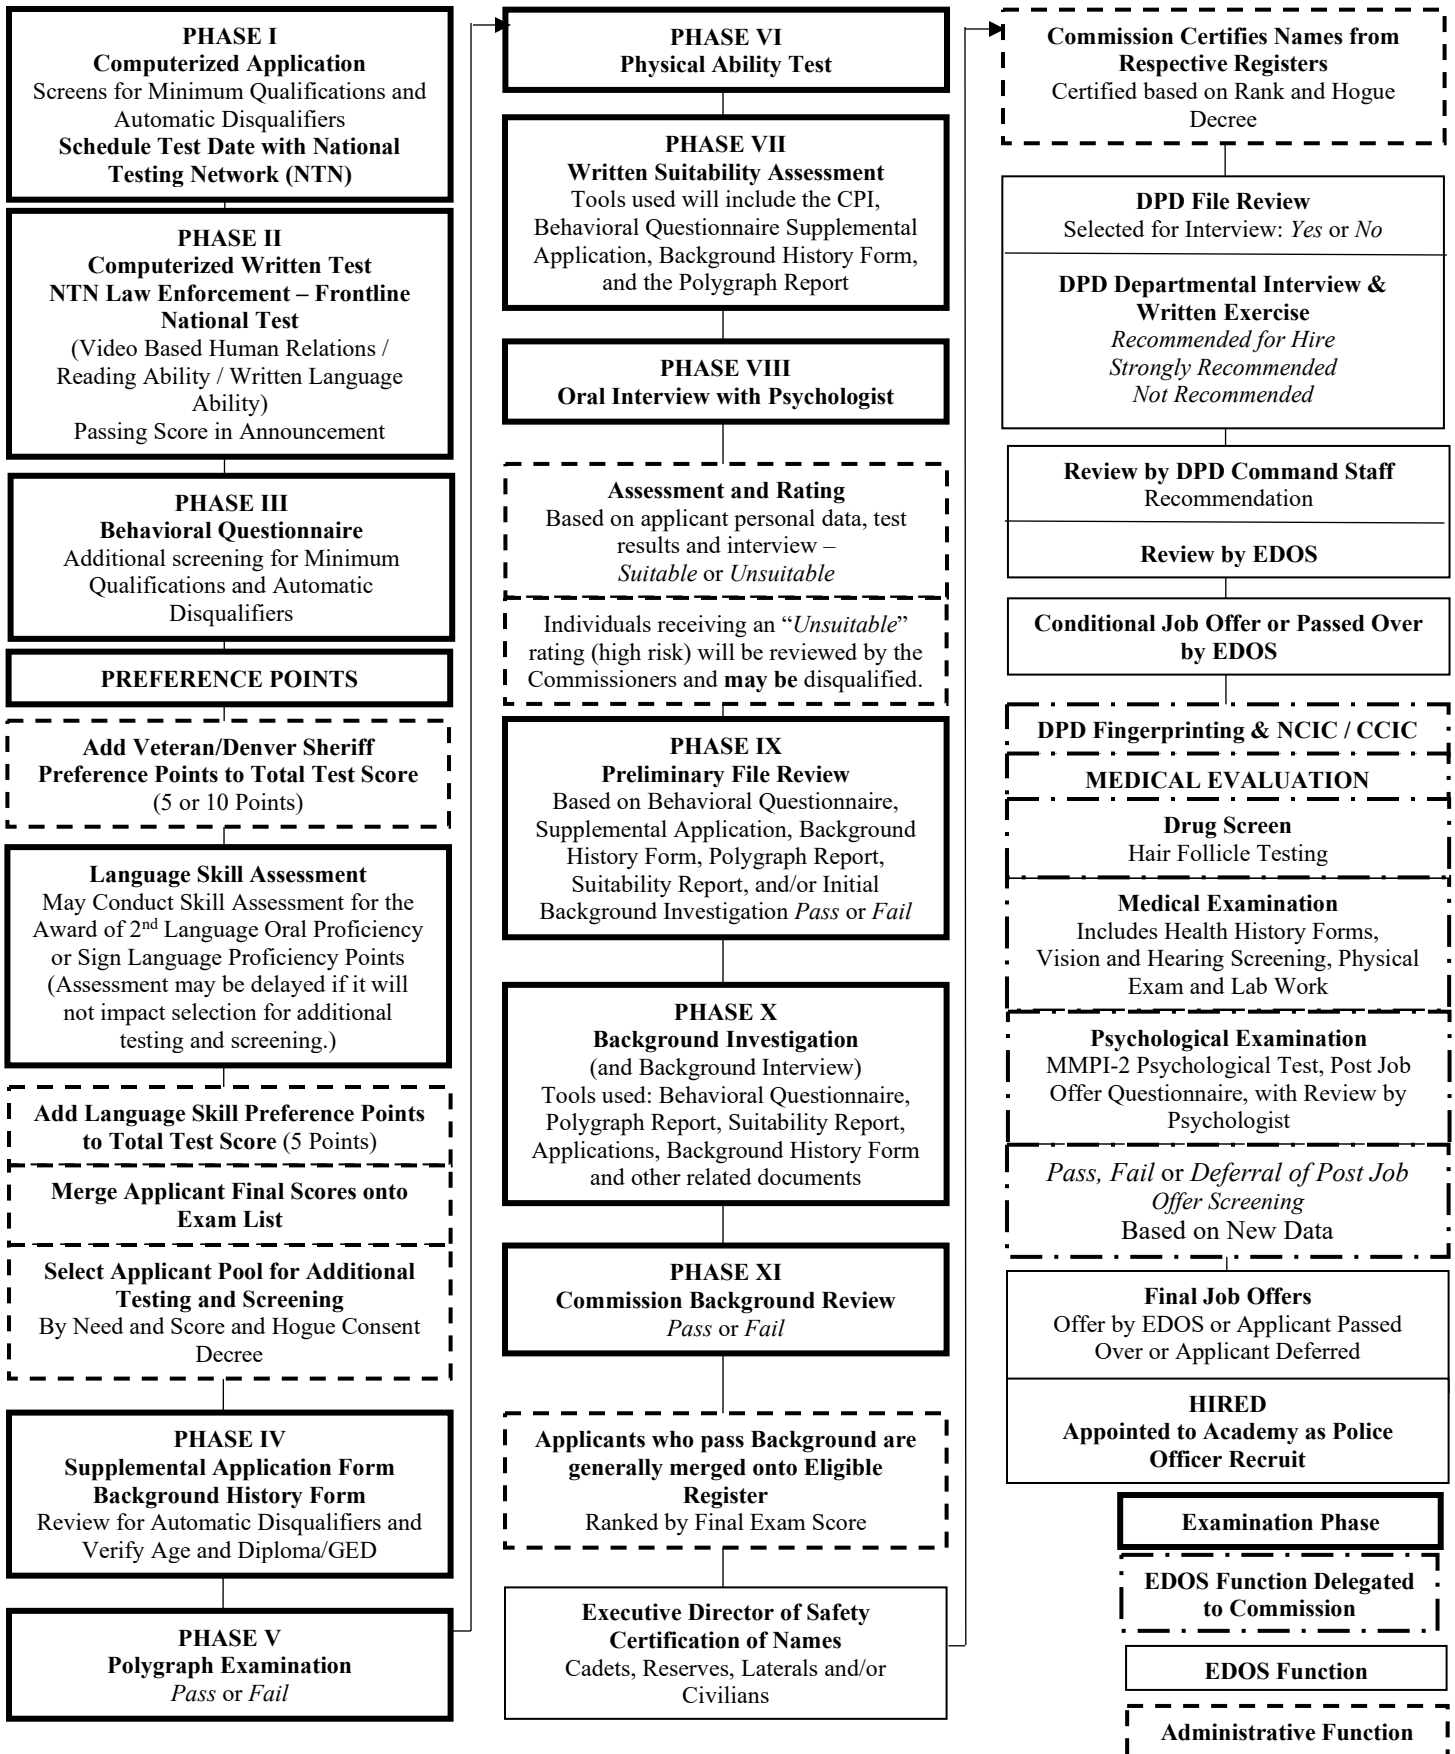 PHASE I
Computerized Application
Screens for Minimum Qualifications and
Automatic Disqualifiers
Schedule Test Date with National
Testing Network (NTN)
PHASE II
Computerized Written Test
NTN Law Enforcement – Frontline
National Test
(Video Based Human Relations /
Reading Ability / Written Language
Ability)
Passing Score in Announcement
PHASE III
Behavioral Questionnaire
Additional screening for Minimum
Qualifications and Automatic
Disqualifiers
PREFERENCE POINTS
Add Veteran/Denver Sheriff
Preference Points to Total Test Score
(5 or 10 Points)
Language Skill Assessment
May Conduct Skill Assessment for the
Award of 2nd Language Oral Proficiency
or Sign Language Proficiency Points
(Assessment may be delayed if it will
not impact selection for additional
testing and screening.)
Add Language Skill Preference Points
to Total Test Score (5 Points)
Merge Applicant Final Scores onto
Exam List
Select Applicant Pool for Additional
Testing and Screening
By Need and Score and Hogue Consent
Decree
PHASE IV
Supplemental Application Form
Background History Form
Review for Automatic Disqualifiers and
Verify Age and Diploma/GED
PHASE V
Polygraph Examination
Pass or Fail
PHASE VI
Physical Ability Test
PHASE VII
Written Suitability Assessment
Tools used will include the CPI,
Behavioral Questionnaire Supplemental
Application, Background History Form,
and the Polygraph Report
PHASE VIII
Oral Interview with Psychologist
Assessment and Rating
Based on applicant personal data, test
results and interview –
Suitable or Unsuitable
Individuals receiving an “Unsuitable”
rating (high risk) will be reviewed by the
Commissioners and may be disqualified.
PHASE IX
Preliminary File Review
Based on Behavioral Questionnaire,
Supplemental Application, Background
History Form, Polygraph Report,
Suitability Report, and/or Initial
Background Investigation Pass or Fail
PHASE X
Background Investigation
(and Background Interview)
Tools used: Behavioral Questionnaire,
Polygraph Report, Suitability Report,
Applications, Background History Form
and other related documents
PHASE XI
Commission Background Review
Pass or Fail
Applicants who pass Background are
generally merged onto Eligible
Register
Ranked by Final Exam Score
Executive Director of Safety
Certification of Names
Cadets, Reserves, Laterals and/or
Civilians
Commission Certifies Names from
Respective Registers
Certified based on Rank and Hogue
Decree
DPD File Review
Selected for Interview: Yes or No
DPD Departmental Interview &
Written Exercise
Recommended for Hire
Strongly Recommended
Not Recommended
Review by DPD Command Staff
Recommendation
Review by EDOS
Conditional Job Offer or Passed Over
by EDOS
DPD Fingerprinting & NCIC / CCIC
MEDICAL EVALUATION
Drug Screen
Hair Follicle Testing
Medical Examination
Includes Health History Forms,
Vision and Hearing Screening, Physical
Exam and Lab Work
Psychological Examination
MMPI-2 Psychological Test, Post Job
Offer Questionnaire, with Review by
Psychologist
Pass, Fail or Deferral of Post Job
Offer Screening
Based on New Data
Final Job Offers
Offer by EDOS or Applicant Passed
Over or Applicant Deferred
HIRED
Appointed to Academy as Police
Officer Recruit
Examination Phase
EDOS Function Delegated
to Commission
EDOS Function
Administrative Function